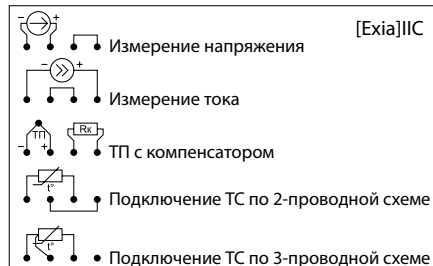 [Exia]IIC
- +
Измерение напряжения
- +
Измерение тока
ТП Rк
- +
ТП с компенсатором
t°
Подключение ТС по 2-проводной схеме
t°
Подключение ТС по 3-проводной схеме